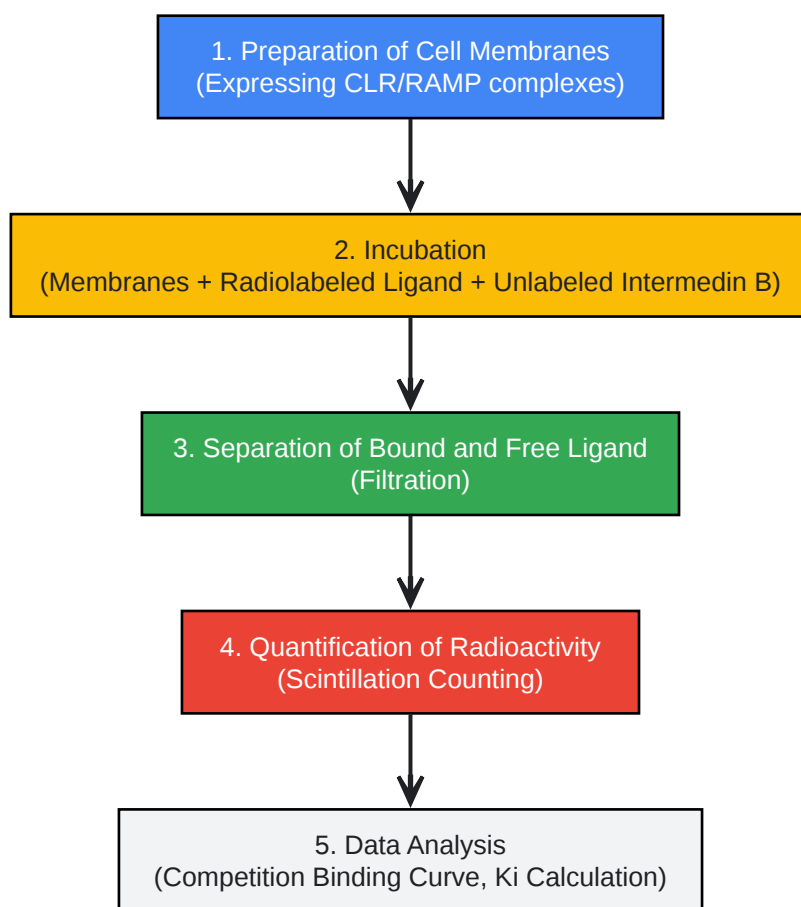 1. Preparation of Cell Membranes
(Expressing CLR/RAMP complexes)
2. Incubation
(Membranes + Radiolabeled Ligand + Unlabeled Intermedin B)
3. Separation of Bound and Free Ligand
(Filtration)
4. Quantification of Radioactivity
(Scintillation Counting)
5. Data Analysis
(Competition Binding Curve, Ki Calculation)